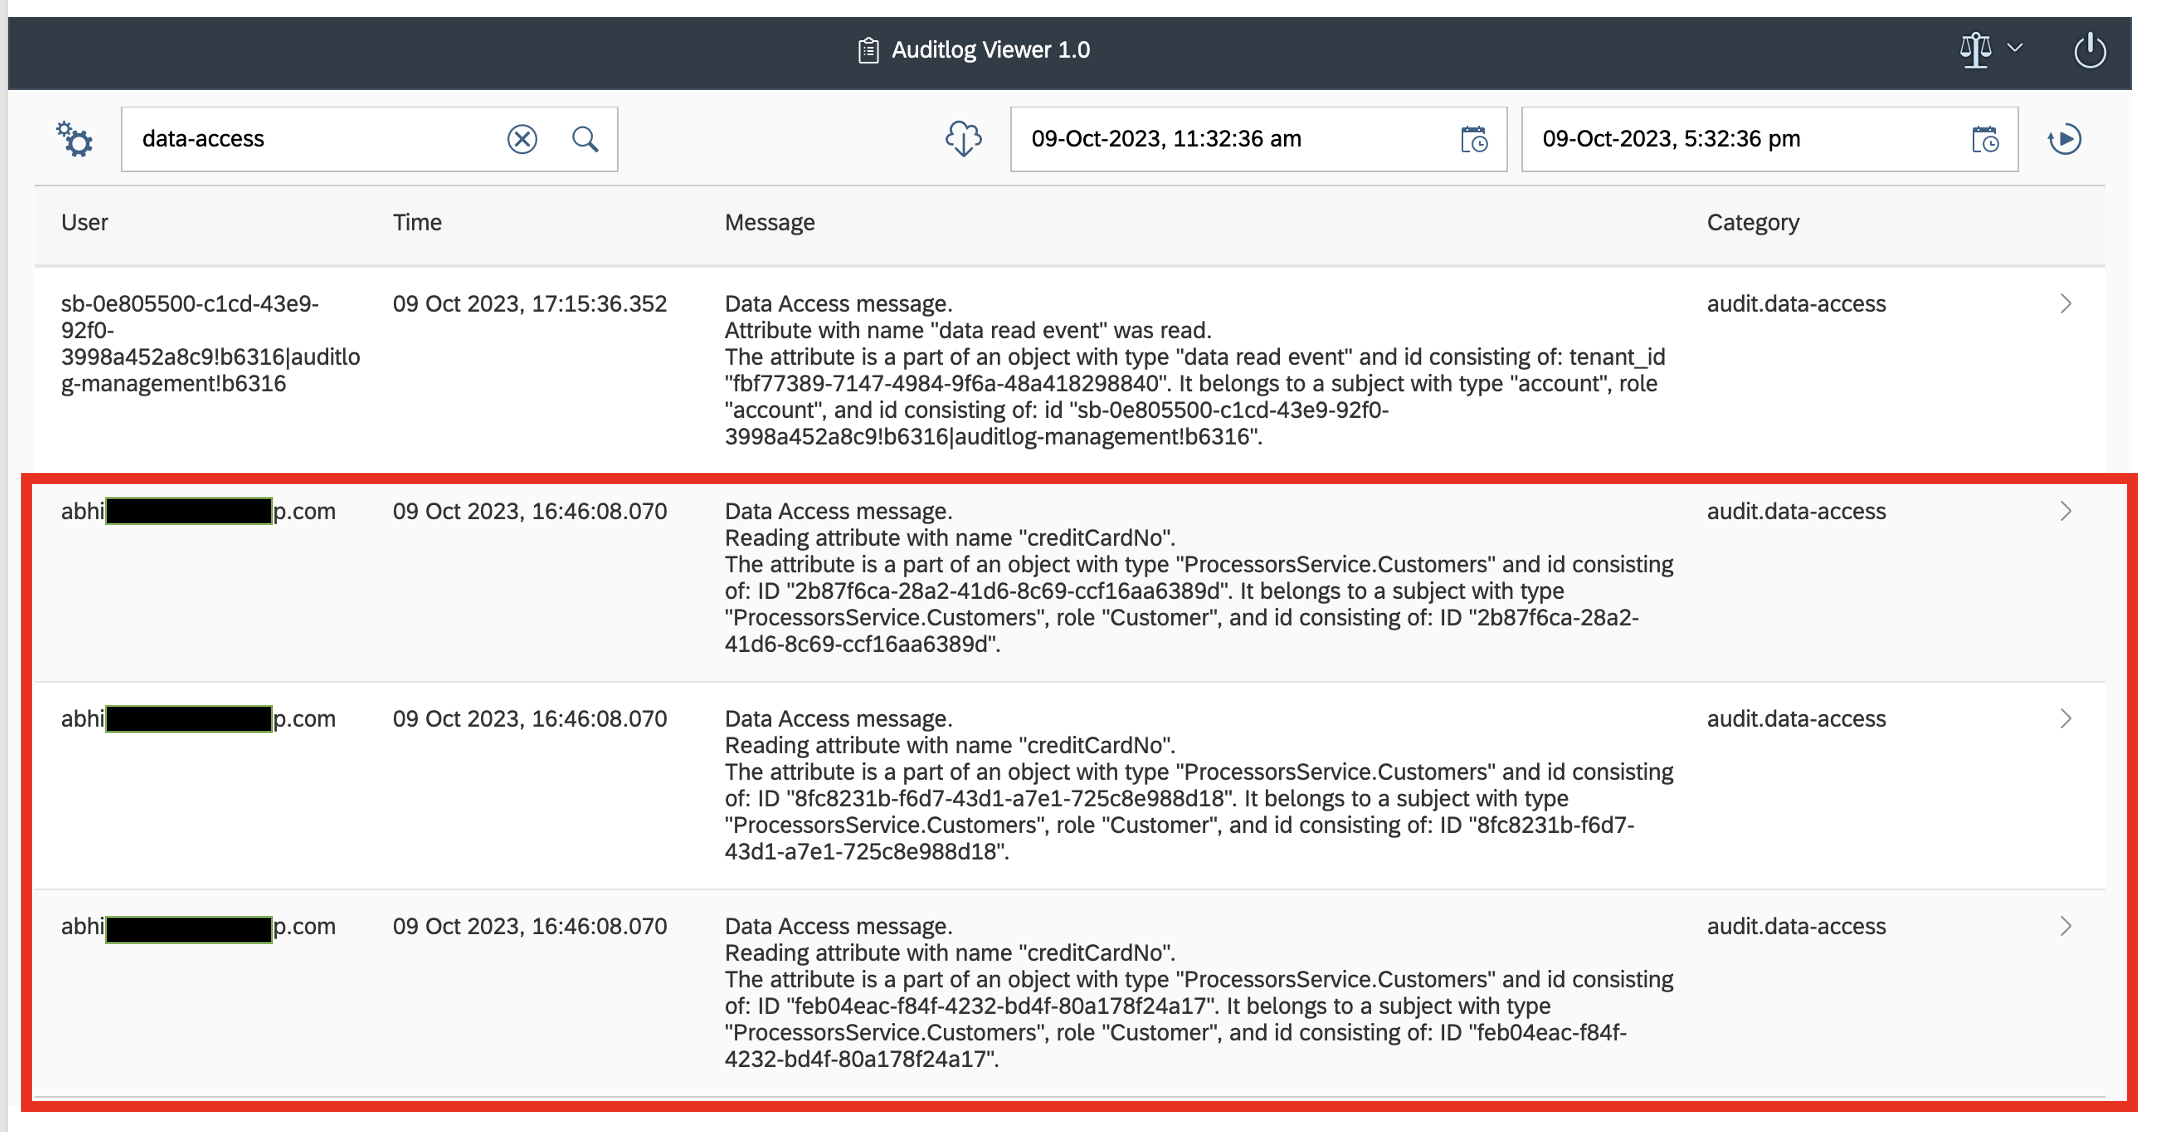 Auditlog Viewer 1.0
data-access
09-Oct-2023, 11:32:36 am
09-Oct-2023, 5:32:36 pm
User Time Message Category
sb-0e805500-c1cd-43e9-
92f0-
3998a452a8c9!b6316|auditlo
g-management!b6316
09 Oct 2023, 17:15:36.352
Data Access message.
Attribute with name "data read event" was read.
The attribute is a part of an object with type "data read event" and id consisting of: tenant_id
"fbf77389-7147-4984-9f6a-48a418298840". It belongs to a subject with type "account", role
"account", and id consisting of: id "sb-0e805500-c1cd-43e9-92f0-
3998a452a8c9!b6316|auditlog-management!b6316".
audit.data-access
abhi p.com
09 Oct 2023, 16:46:08.070
Data Access message.
Reading attribute with name "creditCardNo".
The attribute is a part of an object with type "ProcessorsService.Customers" and id consisting
of: ID "2b87f6ca-28a2-41d6-8c69-ccf16aa6389d". It belongs to a subject with type
"ProcessorsService.Customers", role "Customer", and id consisting of: ID "2b87f6ca-28a2-
41d6-8c69-ccf16aa6389d".
audit.data-access
abhi p.com
09 Oct 2023, 16:46:08.070
Data Access message.
Reading attribute with name "creditCardNo".
The attribute is a part of an object with type "ProcessorsService.Customers" and id consisting
of: ID "8fc8231b-f6d7-43d1-a7e1-725c8e988d18". It belongs to a subject with type
"ProcessorsService.Customers", role "Customer", and id consisting of: ID "8fc8231b-f6d7-
43d1-a7e1-725c8e988d18".
audit.data-access
abhi p.com
09 Oct 2023, 16:46:08.070
Data Access message.
Reading attribute with name "creditCardNo".
The attribute is a part of an object with type "ProcessorsService.Customers" and id consisting
of: ID "feb04eac-f84f-4232-bd4f-80a178f24a17". It belongs to a subject with type
"ProcessorsService.Customers", role "Customer", and id consisting of: ID "feb04eac-f84f-
4232-bd4f-80a178f24a17".
audit.data-access